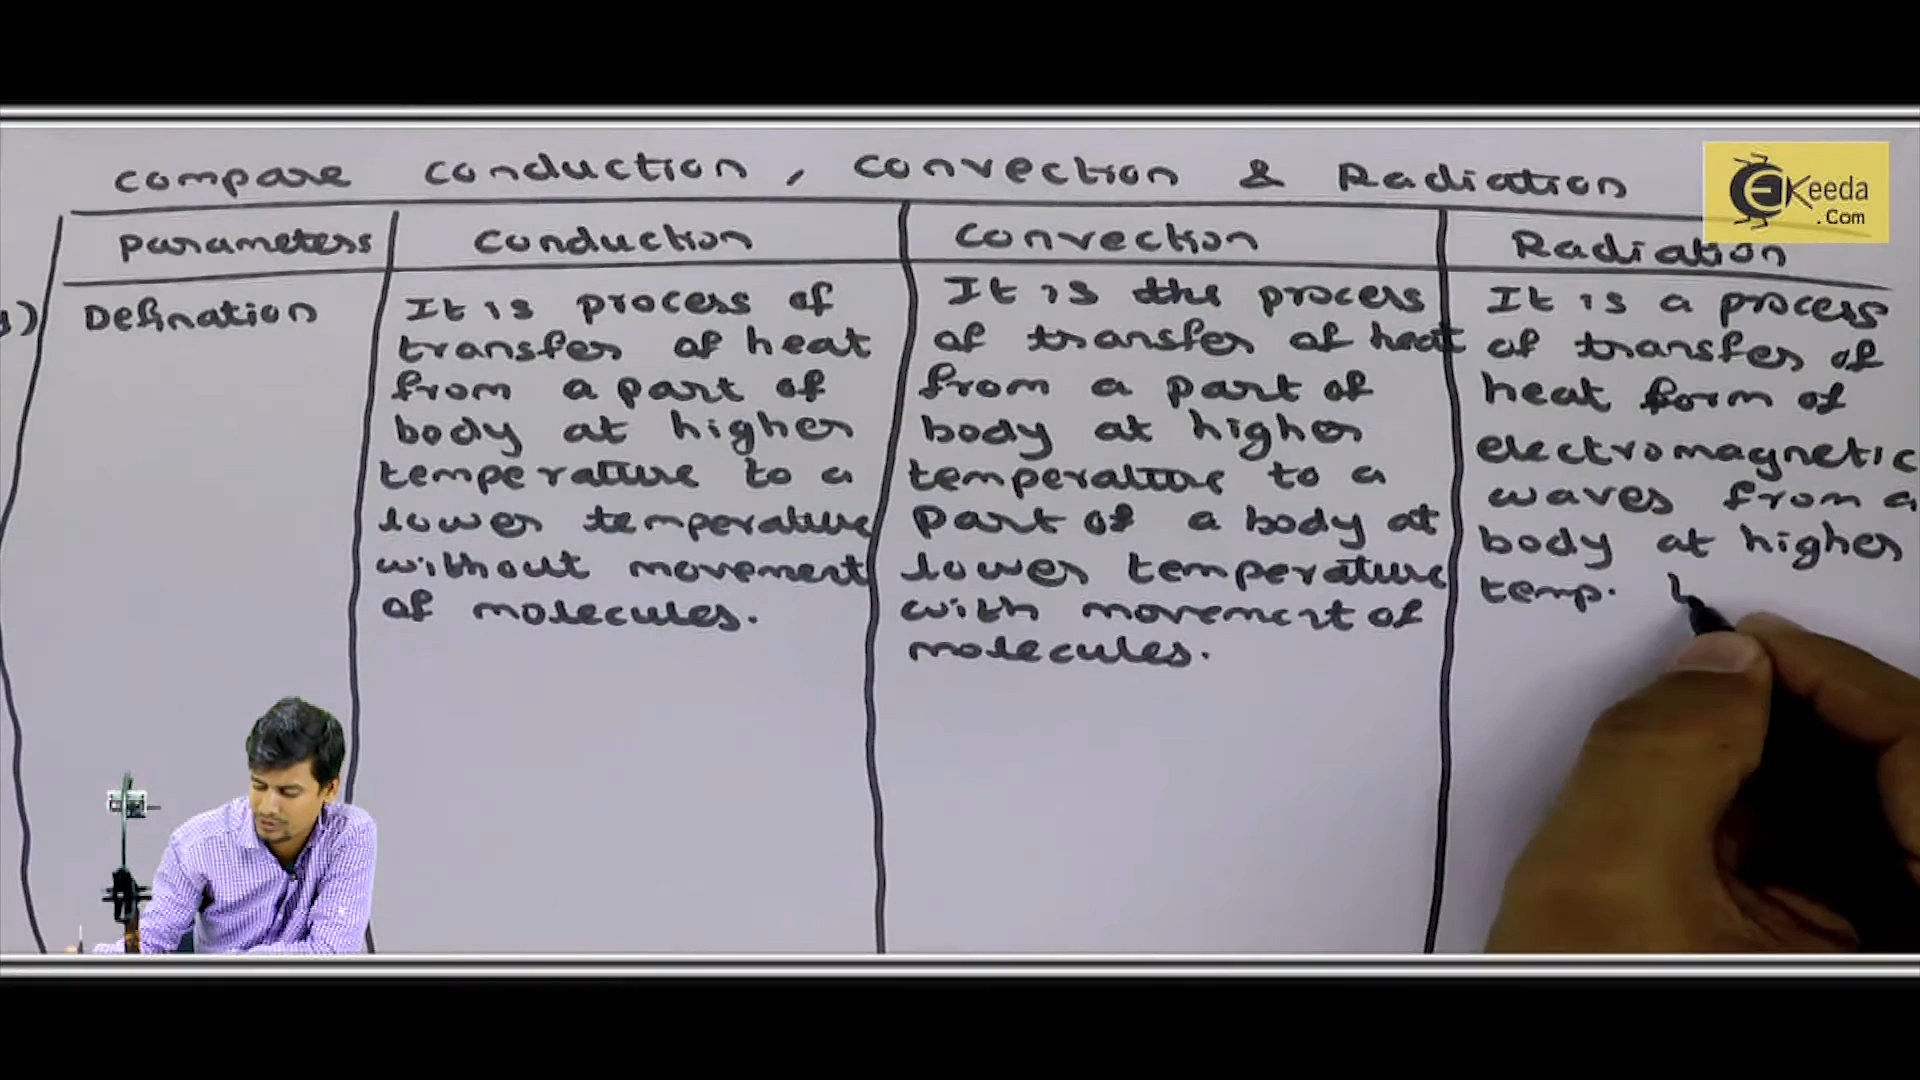 compare conduction, convection & Radiation
Keeda
.Com
parameters
conduction
convection
Radiation
Defination
It is process of
transfer of heat
from a part of
body at higher
temperature to a
lower temperature
without movement
of molecules.
It is the process
of transfer of heat
from a part of
body at higher
temperature to a
part of a body at
lower temperature
with movement of
molecules.
It is a process
of transfer of
heat form of
electromagnetic
waves from a
body at higher
temp.